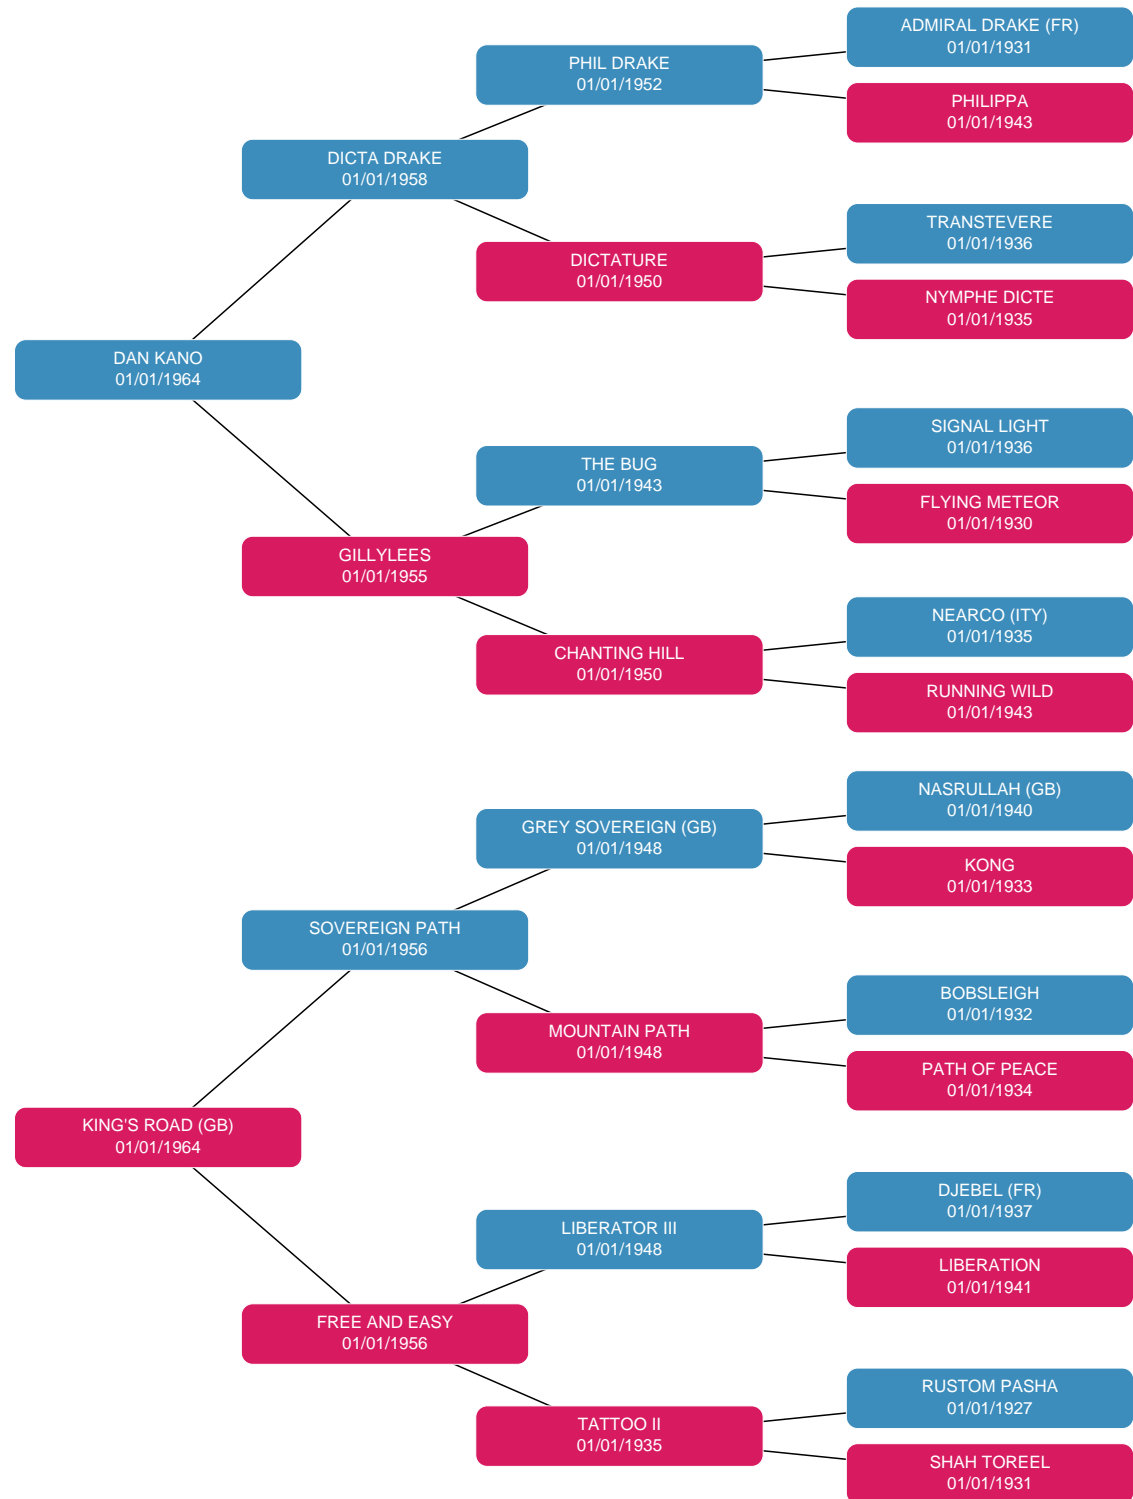 ADMIRAL DRAKE (FR)
01/01/1931
PHIL DRAKE
01/01/1952
PHILIPPA
01/01/1943
DICTA DRAKE
01/01/1958
TRANSTEVERE
01/01/1936
DICTATURE
01/01/1950
NYMPHE DICTE
01/01/1935
DAN KANO
01/01/1964
SIGNAL LIGHT
01/01/1936
THE BUG
01/01/1943
FLYING METEOR
01/01/1930
GILLYLEES
01/01/1955
NEARCO (ITY)
01/01/1935
CHANTING HILL
01/01/1950
RUNNING WILD
01/01/1943
NASRULLAH (GB)
01/01/1940
GREY SOVEREIGN (GB)
01/01/1948
KONG
01/01/1933
SOVEREIGN PATH
01/01/1956
BOBSLEIGH
01/01/1932
MOUNTAIN PATH
01/01/1948
PATH OF PEACE
01/01/1934
KING'S ROAD (GB)
01/01/1964
DJEBEL (FR)
01/01/1937
LIBERATOR III
01/01/1948
LIBERATION
01/01/1941
FREE AND EASY
01/01/1956
RUSTOM PASHA
01/01/1927
TATTOO II
01/01/1935
SHAH TOREEL
01/01/1931